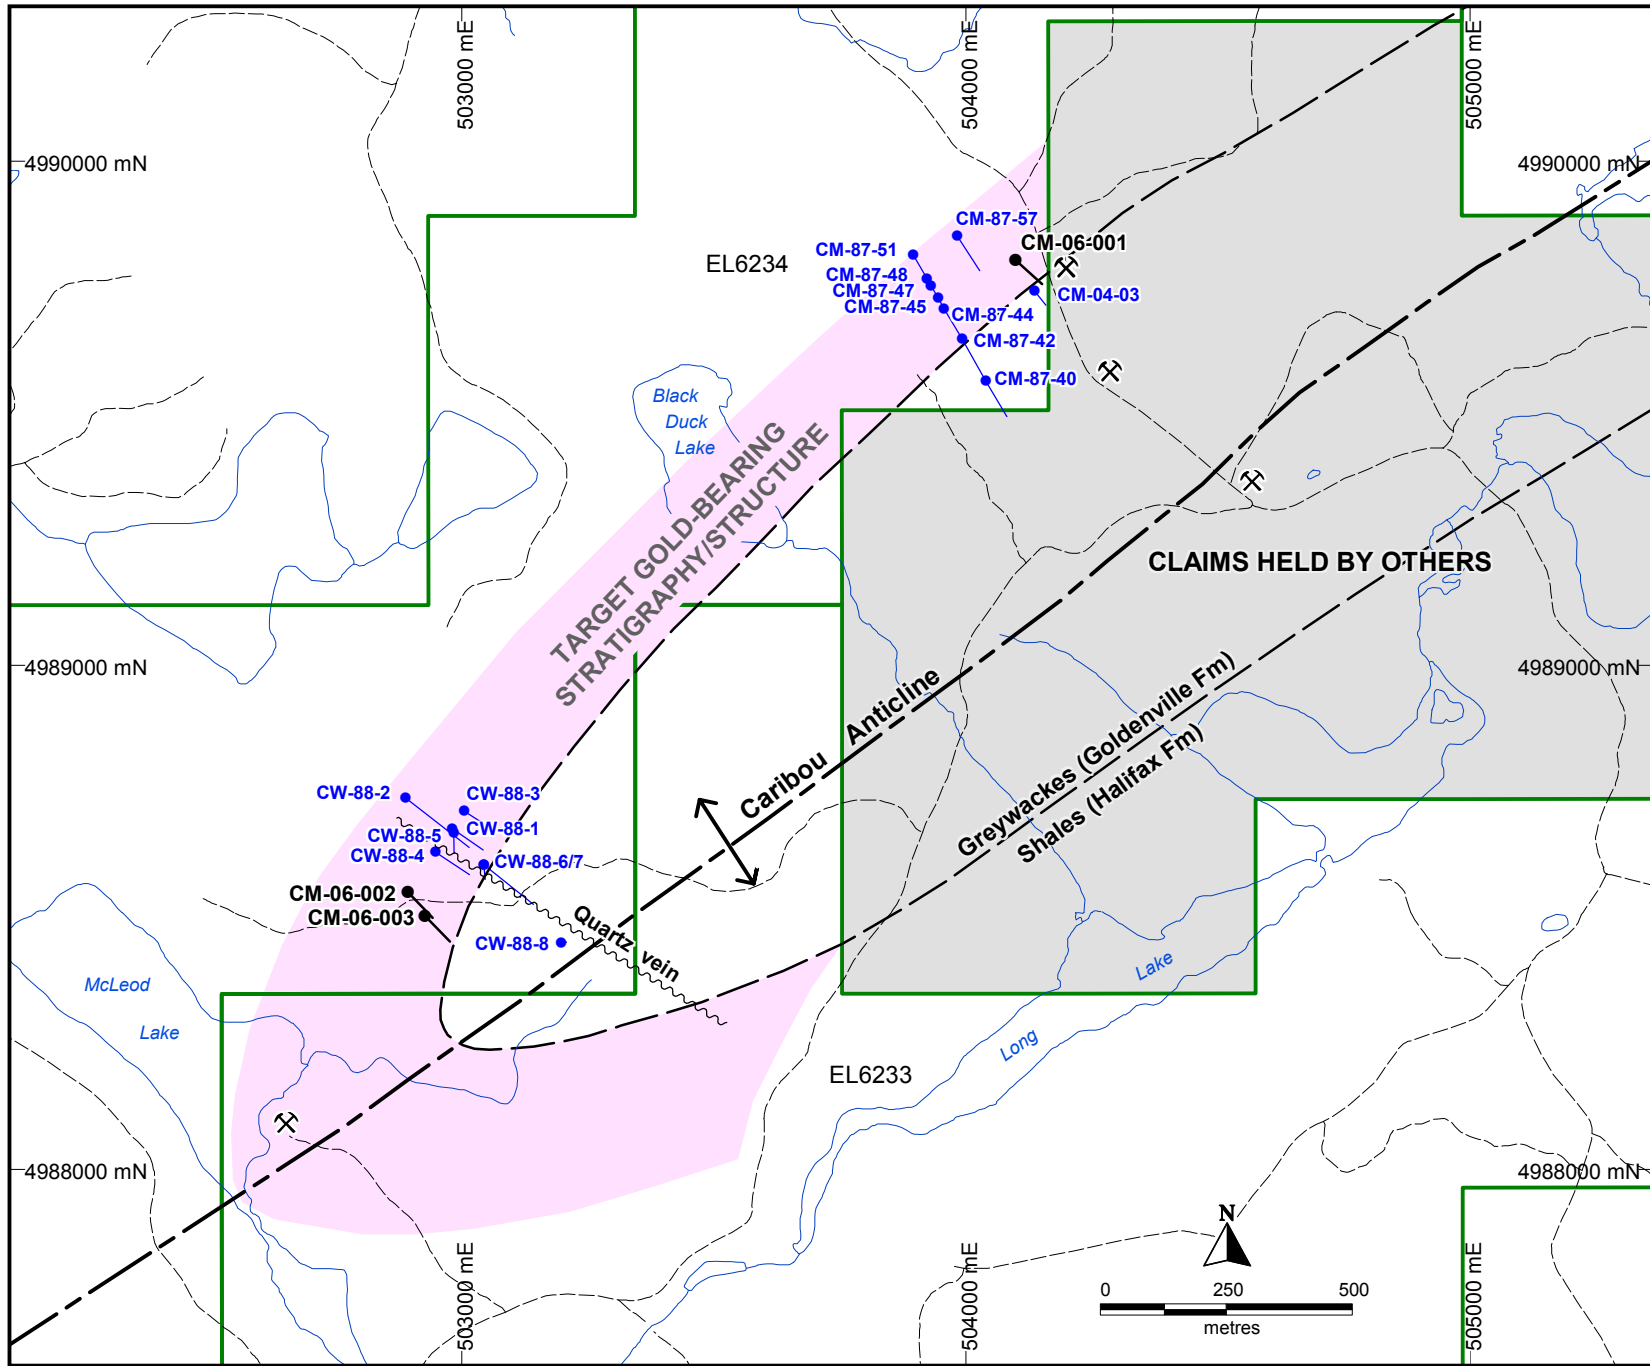 503000 mE
504000 mE
505000 mE
4990000 mN
4990000 mN
CM-87-57
CM-06-001
CM-87-51
EL6234
CM-87-48
CM-87-47
CM-04-03
CM-87-45
CM-87-44
CM-87-42
CM-87-40
Black
Duck
Lake
TARGET GOLD-BEARING
STRATIGRAPHY/STRUCTURE
CLAIMS HELD BY OTHERS
4989000 mN
4989000 mN
Caribou Anticline
Greywackes (Goldenville Fm)
Shales (Halifax Fm)
CW-88-2
CW-88-3
CW-88-5
CW-88-1
CW-88-4
CW-88-6/7
CM-06-002
CM-06-003
CW-88-8
Quartz vein
McLeod
Lake
Long
Lake
EL6233
4988000 mN
4988000 mN
N
0 250 500
metres
503000 mE
504000 mE
505000 mE